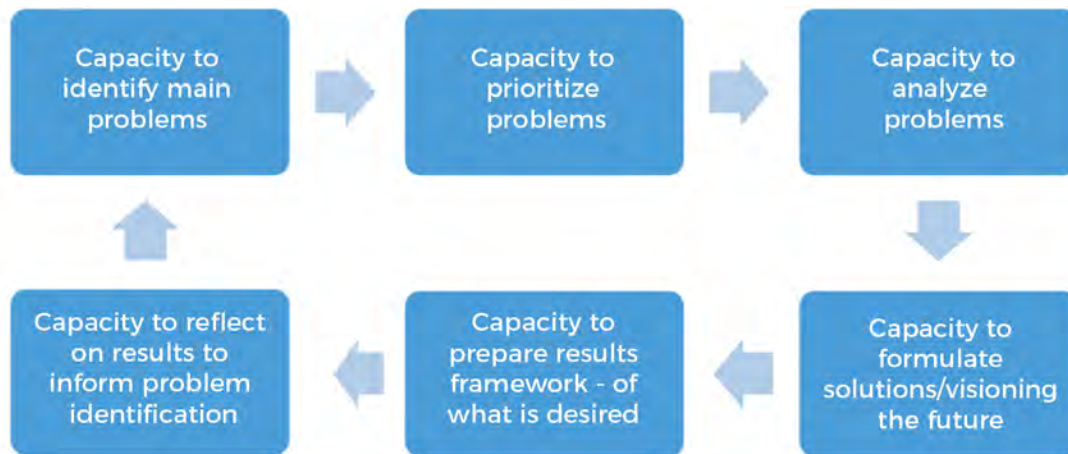 Capacity to
identify main
problems
Capacity to
prioritize
problems
Capacity to
analyze
problems
Capacity to
formulate
solutions/visioning
the future
Capacity to
prepare results
framework - of
what is desired
Capacity to reflect
on results to
inform problem
identification